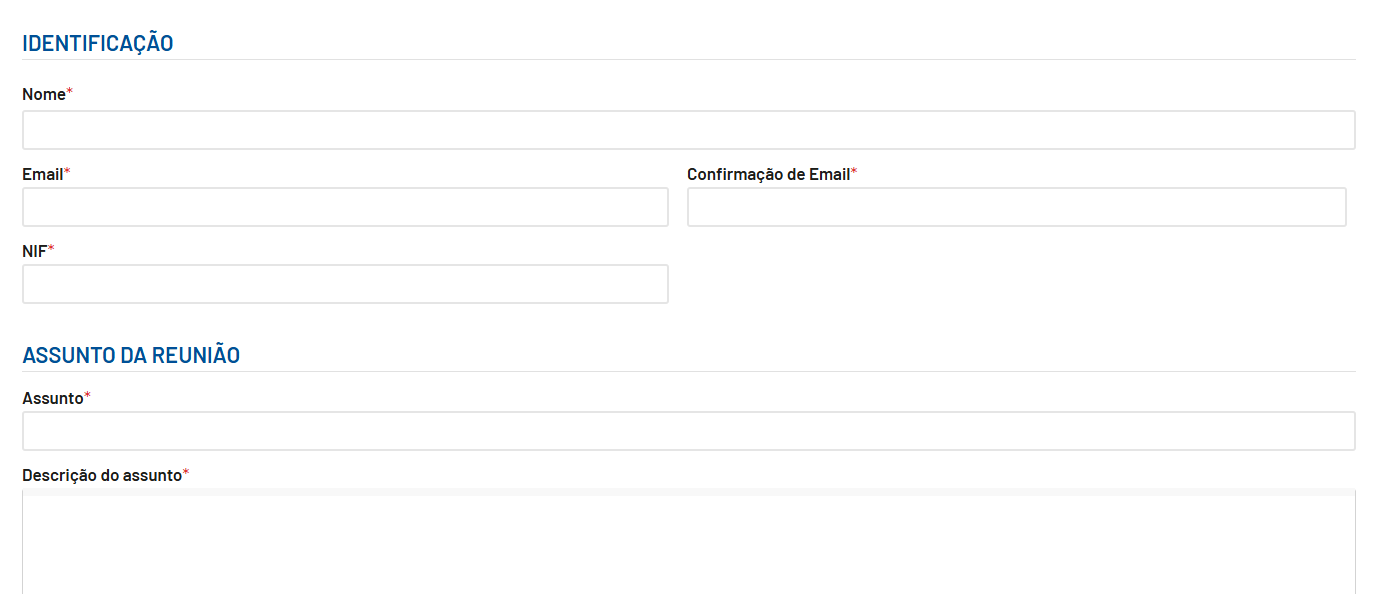 IDENTIFICAÇÃO
Nome*
Email* Confirmação de Email*
NIF*
ASSUNTO DA REUNIÃO
Assunto*
Descrição do assunto*